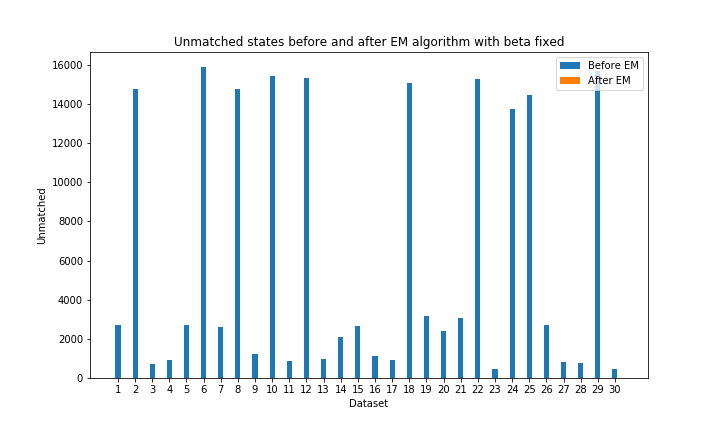 Unmatched states before and after EM algorithm with beta fixed
16000
14000
12000
10000
8000
6000
4000
2000
0
Unmatched
Before EM
After EM
1 2 3 4 5 6 7 8 9 10 11 12 13 14 15 16 17 18 19 20 21 22 23 24 25 26 27 28 29 30
Dataset